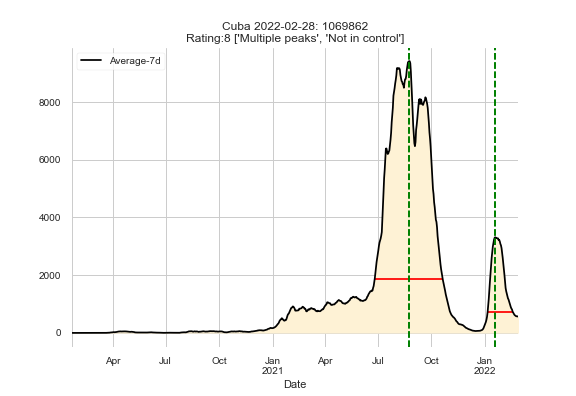 Cuba 2022-02-28: 1069862
Rating:8 ['Multiple peaks', 'Not in control']
Average-7d
8000
6000
4000
2000
0
Apr
Jul
Oct
Jan
2021
Apr
Jul
Oct
Jan
2022
Date